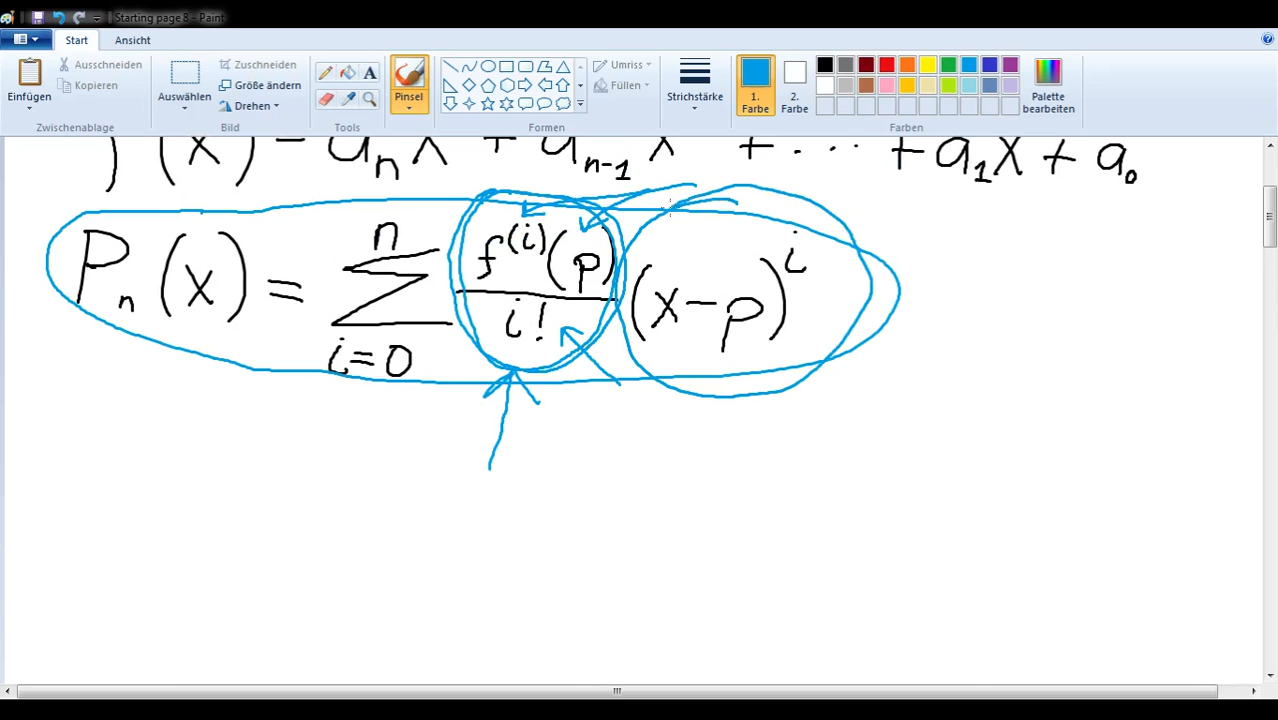 Starting page 8 - Paint
Start Ansicht
Einfügen
Ausschneiden
Kopieren
Zwischenablage
Auswählen
Zuschneiden
Größe ändern
Drehen
Bild
A
Tools
Pinsel
Umriss
Füllen
Formen
Strichstärke
1. Farbe
2. Farbe
Palette bearbeiten
Farben
f(x) = aₙxⁿ + aₙ₋₁xⁿ⁻¹ + ... + a₁x + a₀
Pₙ(x) = ∑ⁿᵢ₌₀ f⁽ⁱ⁾(p)/i! (x-p)ⁱ